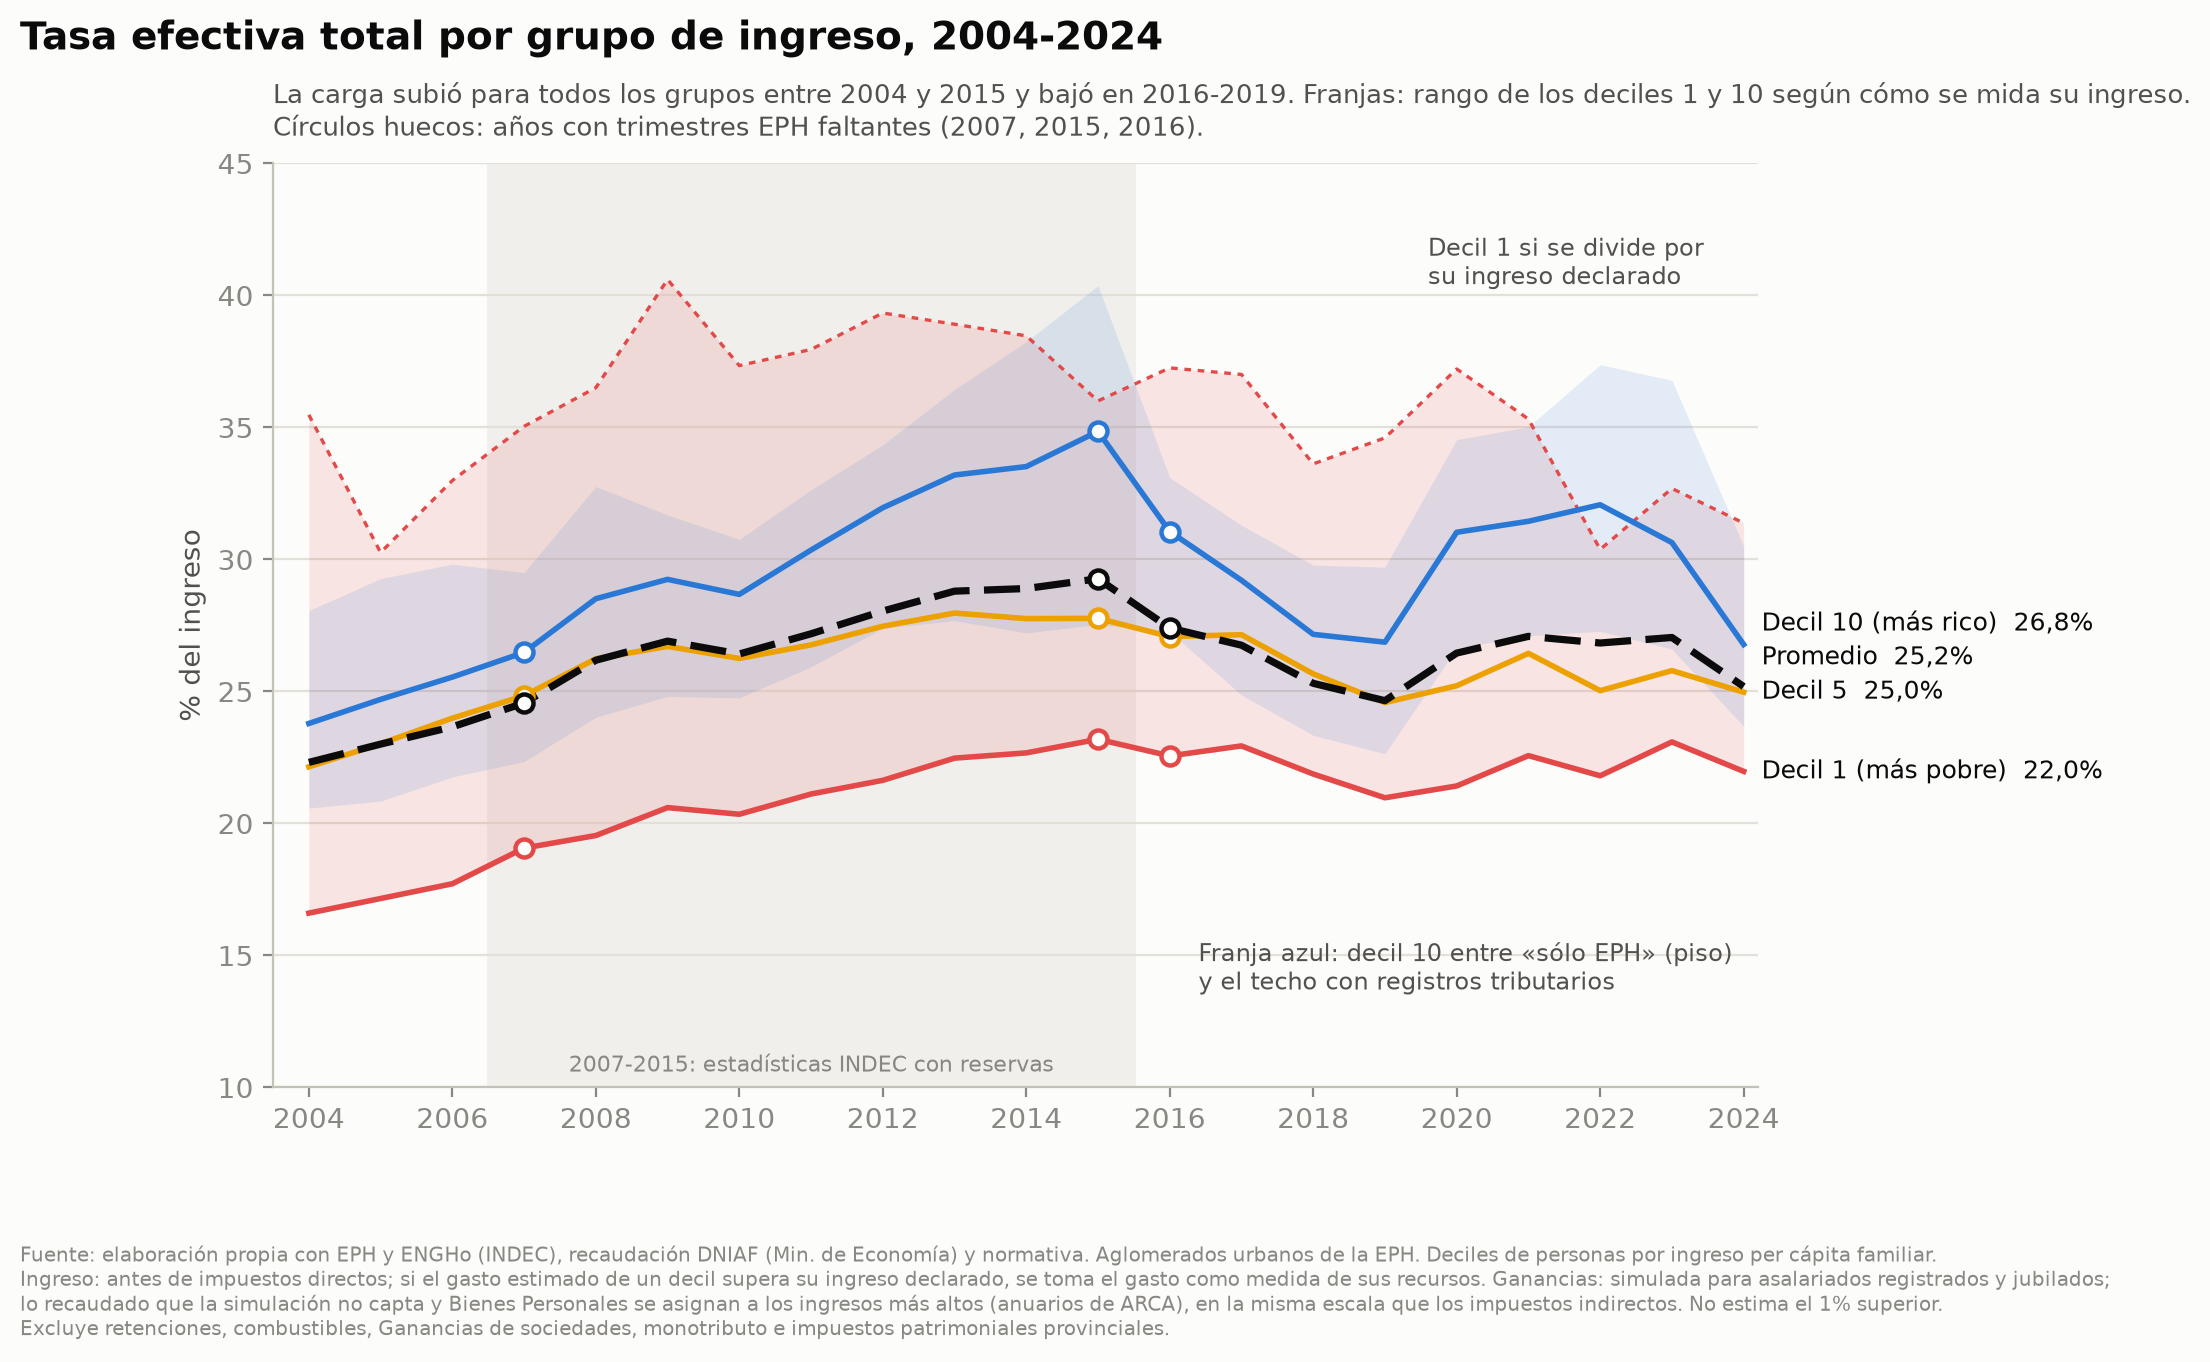 Tasa efectiva total por grupo de ingreso, 2004-2024
La carga subió para todos los grupos entre 2004 y 2015 y bajó en 2016-2019. Franjas: rango de los deciles 1 y 10 según cómo se mida su ingreso.
Círculos huecos: años con trimestres EPH faltantes (2007, 2015, 2016).
45
40
35
30
25
20
15
10
% del ingreso
Decil 1 si se divide por
su ingreso declarado
Decil 10 (más rico) 26,8%
Promedio 25,2%
Decil 5 25,0%
Decil 1 (más pobre) 22,0%
Franja azul: decil 10 entre «sólo EPH» (piso)
y el techo con registros tributarios
2007-2015: estadísticas INDEC con reservas
2004 2006 2008 2010 2012 2014 2016 2018 2020 2022 2024
Fuente: elaboración propia con EPH y ENGHo (INDEC), recaudación DNIAF (Min. de Economía) y normativa. Aglomerados urbanos de la EPH. Deciles de personas por ingreso per cápita familiar.
Ingreso: antes de impuestos directos; si el gasto estimado de un decil supera su ingreso declarado, se toma el gasto como medida de sus recursos. Ganancias: simulada para asalariados registrados y jubilados;
lo recaudado que la simulación no capta y Bienes Personales se asignan a los ingresos más altos (anuarios de ARCA), en la misma escala que los impuestos indirectos. No estima el 1% superior.
Excluye retenciones, combustibles, Ganancias de sociedades, monotributo e impuestos patrimoniales provinciales.